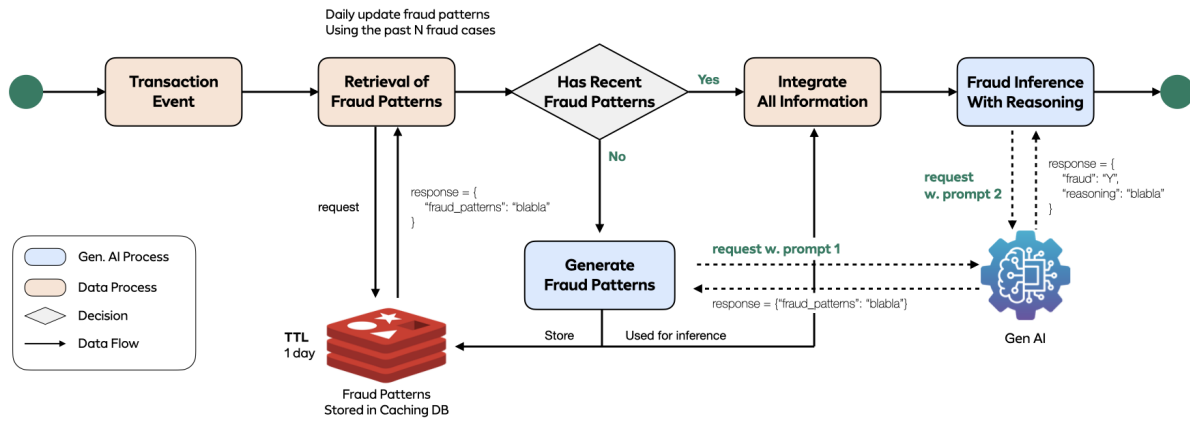 Daily update fraud patterns
Using the past N fraud cases
Transaction
Event
Retrieval of
Fraud Patterns
Has Recent
Fraud Patterns
Yes
Integrate
All Information
Fraud Inference
With Reasoning
No
request
response = {
"fraud_patterns": "blabla"
}
request
w. prompt 2
response = {
"fraud": "Y",
"reasoning": "blabla"
}
Gen. AI Process
Data Process
Decision
Data Flow
Generate
Fraud Patterns
request w. prompt 1
response = {"fraud_patterns": "blabla"}
Gen AI
TTL
1 day
Store
Used for inference
Fraud Patterns
Stored in Caching DB